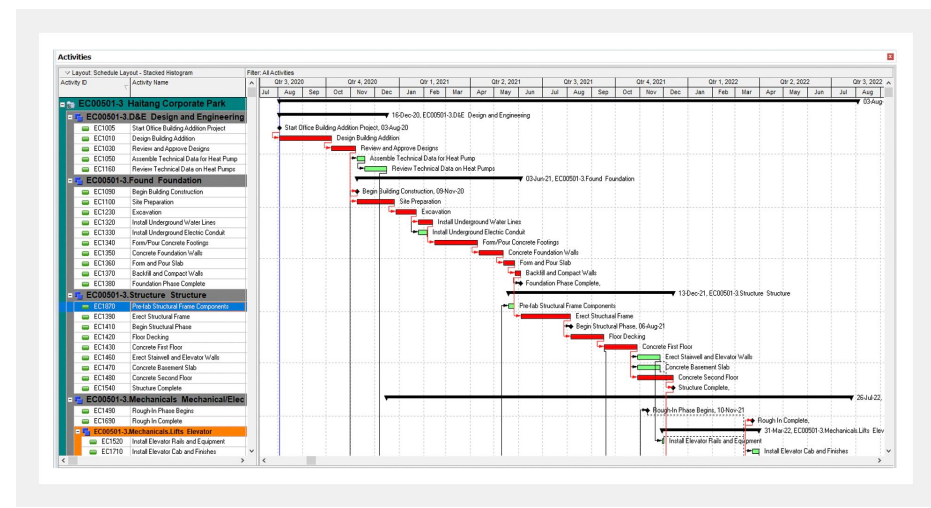 Activities
Layout: Schedule Layout - Stacked Histogram Filter: All Activities
Activity ID Activity Name Qtr 3, 2020 Qtr 4, 2020 Qtr 1, 2021 Qtr 2, 2021 Qtr 3, 2021 Qtr 4, 2021 Qtr 1, 2022 Qtr 2, 2022 Qtr 3, 2022
Jul Aug Sep Oct Nov Dec Jan Feb Mar Apr May Jun Jul Aug Sep Oct Nov Dec Jan Feb Mar Apr May Jun Jul Aug
EC00501-3 Haitang Corporate Park 03-Aug-
EC00501-3.D&E Design and Engineering 16-Dec-20, EC00501-3.D&E Design and Engineering
EC1005 Start Office Building Addition Project Start Office Building Addition Project, 03-Aug-20
EC1010 Design Building Addition Design Building Addition
EC1030 Review and Approve Designs Review and Approve Designs
EC1050 Assemble Technical Data for Heat Pump Assemble Technical Data for Heat Pump
EC1160 Review Technical Data on Heat Pumps Review Technical Data on Heat Pumps
EC00501-3.Found Foundation 03-Jun-21, EC00501-3.Found Foundation
EC1090 Begin Building Construction Begin Building Construction, 09-Nov-20
EC1100 Site Preparation Site Preparation
EC1230 Excavation Excavation
EC1320 Install Underground Water Lines Install Underground Water Lines
EC1330 Install Underground Electric Conduit Install Underground Electric Conduit
EC1340 Form/Pour Concrete Footings Form/Pour Concrete Footings
EC1350 Concrete Foundation Walls Concrete Foundation Walls
EC1360 Form and Pour Slab Form and Pour Slab
EC1370 Backfill and Compact Walls Backfill and Compact Walls
EC1380 Foundation Phase Complete Foundation Phase Complete,
EC00501-3.Structure Structure 13-Dec-21, EC00501-3.Structure Structure
EC1870 Pre-fab Structural Frame Components Pre-fab Structural Frame Components
EC1390 Erect Structural Frame Erect Structural Frame
EC1410 Begin Structural Phase Begin Structural Phase, 06-Aug-21
EC1420 Floor Decking Floor Decking
EC1430 Concrete First Floor Concrete First Floor
EC1460 Erect Stairwell and Elevator Walls Erect Stairwell and Elevator Walls
EC1470 Concrete Basement Slab Concrete Basement Slab
EC1480 Concrete Second Floor Concrete Second Floor
EC1540 Structure Complete Structure Complete,
EC00501-3.Mechanicals Mechanical/Elec 26-Jul-22,
EC1490 Rough-In Phase Begins Rough-In Phase Begins, 10-Nov-21
EC1690 Rough-In Complete Rough-In Complete,
EC00501-3.Mechanicals.Lifts Elevator 31-Mar-22, EC00501-3.Mechanicals.Lifts Elev
EC1520 Install Elevator Rails and Equipment Install Elevator Rails and Equipment
EC1710 Install Elevator Cab and Finishes Install Elevator Cab and Finishes